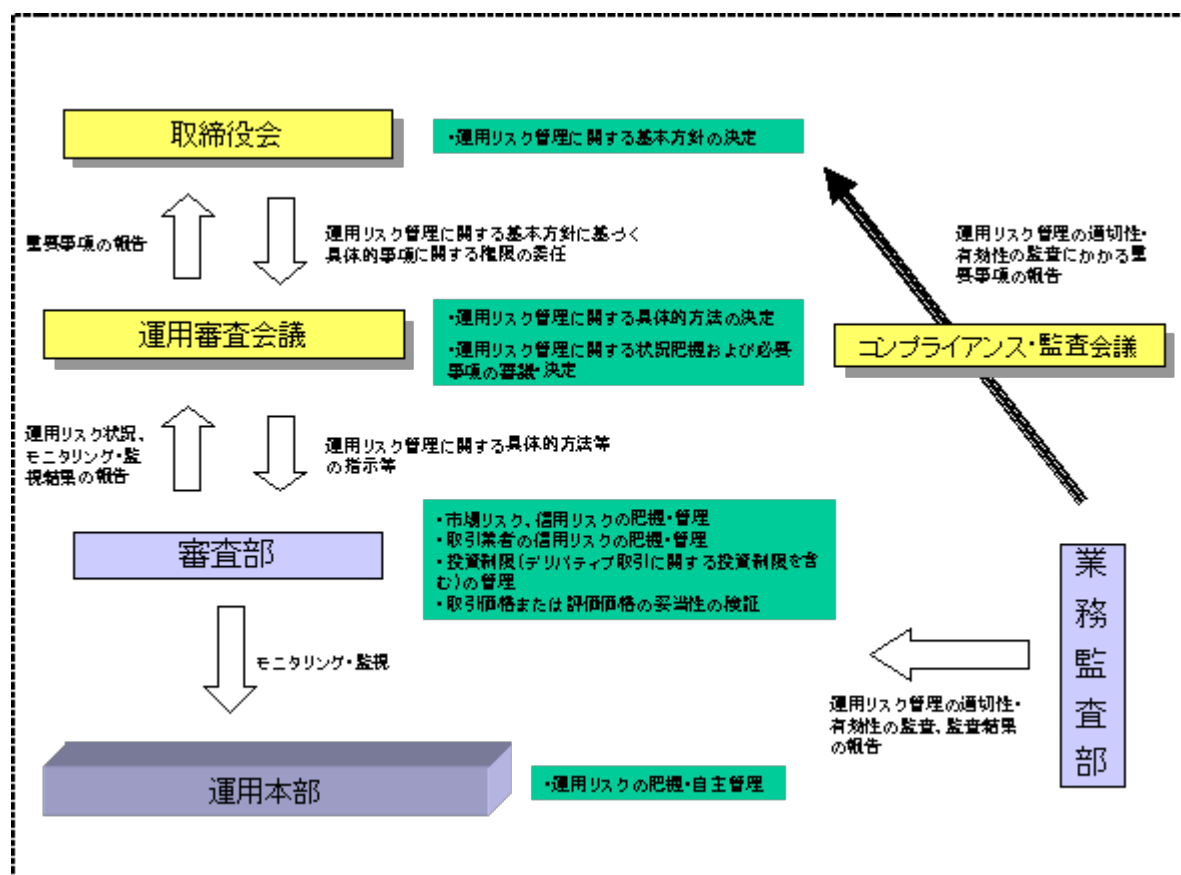 取締役会
・運用リスク管理に関する基本方針の決定
重要事項の報告
運用リスク管理に関する基本方針に基づく
具体的事項に関する権限の委任
運用リスク管理の適切性・
有効性の監査にかかる重
要事項の報告
運用審査会議
・運用リスク管理に関する具体的方法の決定
・運用リスク管理に関する状況把握および必要
事項の審議・決定
コンプライアンス・監査会議
運用リスク状況、
モニタリング・監
視結果の報告
運用リスク管理に関する具体的方法等
の指示等
審査部
・市場リスク、信用リスクの把握・管理
・取引業者の信用リスクの把握・管理
・投資制限(デリバティブ取引に関する投資制限を含
む)の管理
・取引価格または評価価格の妥当性の検証
業務監査部
モニタリング・監視
運用リスク管理の適切性・
有効性の監査、監査結果
の報告
運用本部
・運用リスクの把握・自主管理